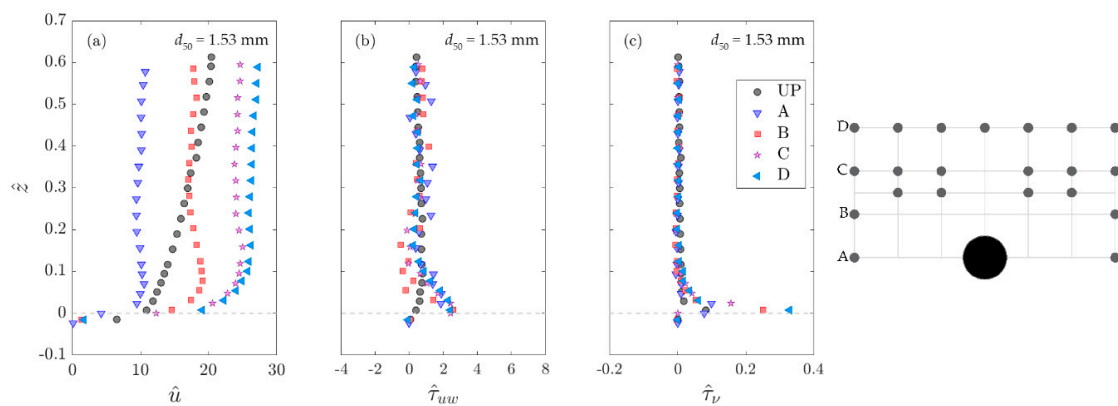 (a)
d50 = 1.53 mm
(b)
d50 = 1.53 mm
(c)
d50 = 1.53 mm
0.7
0.6
0.5
0.4
0.3
0.2
0.1
0
-0.1
ẑ
UP
A
B
C
D
D
C
B
A
0 10 20 30
-4 -2 0 2 4 6 8
-0.2 0 0.2 0.4
û
τ̂uw
τ̂ν